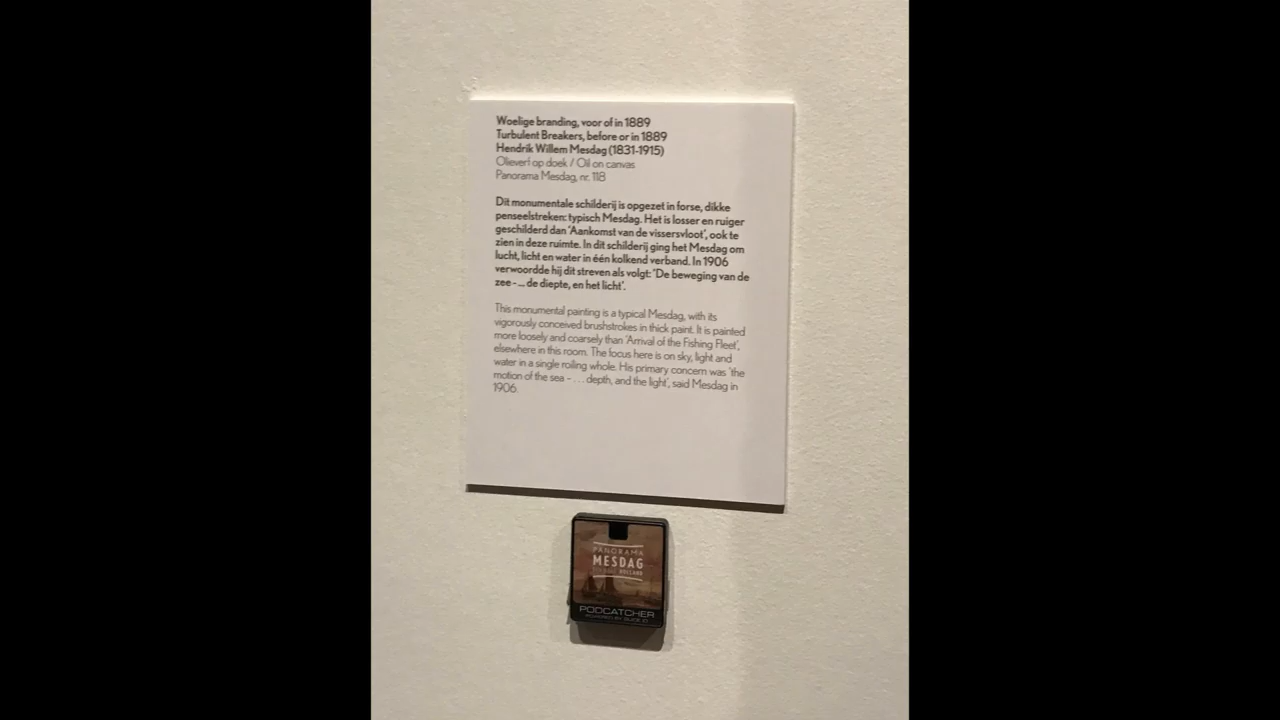 Woelige branding, voor of in 1889
Turbulent Breakers, before or in 1889
Hendrik Willem Mesdag (1831-1915)
Olieverf op doek / Oil on canvas
Panorama Mesdag, nr. 118
Dit monumentale schilderij is opgezet in forse, dikke
penseelstreken: typisch Mesdag. Het is losser en ruiger
geschilderd dan ‘Aankomst van de vissersvloot’, ook te
zien in deze ruimte. In dit schilderij ging het Mesdag om
lucht, licht en water in één kolkend verband. In 1906
verwoordde hij dit streven als volgt: ‘De beweging van de
zee - ... de diepte, en het licht’.
This monumental painting is a typical Mesdag, with its
vigorously conceived brushstrokes in thick paint. It is painted
more loosely and coarsely than ‘Arrival of the Fishing Fleet’,
elsewhere in this room. The focus here is on sky, light and
water in a single roiling whole. His primary concern was ‘the
motion of the sea – . . . depth, and the light’, said Mesdag in
1906.
PANORAMA
MESDAG
HOLLAND
PODCATCHER
POWERED BY GUIDE ID